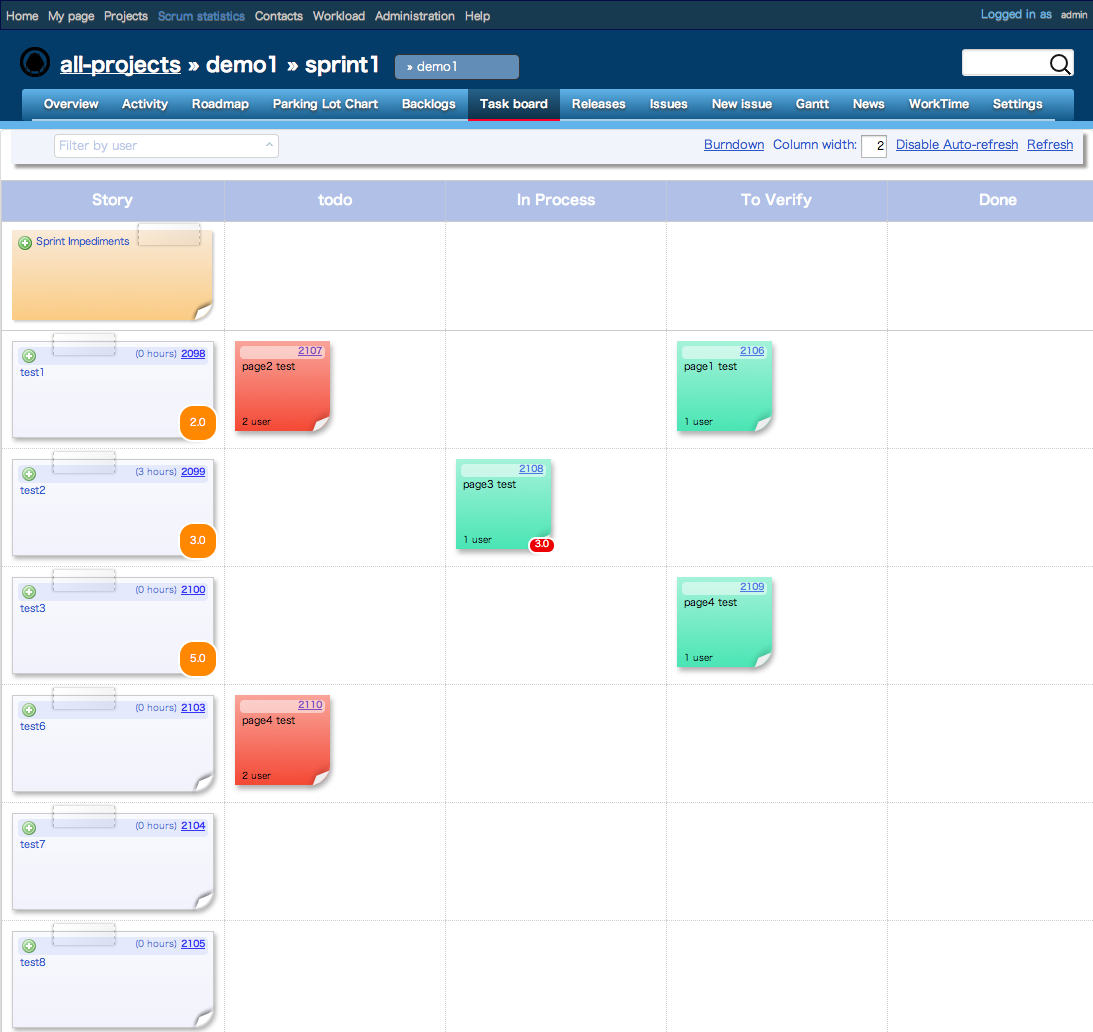 Home My page Projects Scrum statistics Contacts Workload Administration Help Logged in as admin
all-projects » demo1 » sprint1 » demo1
Overview Activity Roadmap Parking Lot Chart Backlogs Task board Releases Issues New issue Gantt News WorkTime Settings
Filter by user Burndown Column width: 2 Disable Auto-refresh Refresh
Story todo In Process To Verify Done
Sprint Impediments
(0 hours) 2098 2107 2106
test1 page2 test page1 test
2.0 2 user 1 user
(3 hours) 2099 2108
test2 page3 test
3.0 1 user 3.0
(0 hours) 2100 2109
test3 page4 test
5.0 1 user
(0 hours) 2103 2110
test6 page4 test
2 user
(0 hours) 2104
test7
(0 hours) 2105
test8